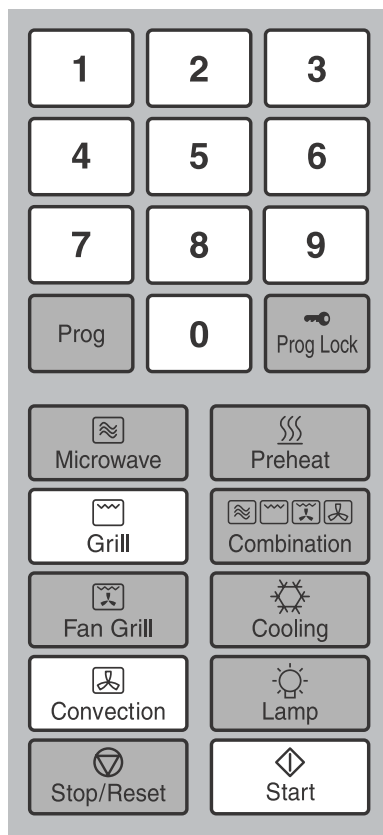 1 2 3
4 5 6
7 8 9
Prog 0 Prog Lock
Microwave Preheat
Grill Combination
Fan Grill Cooling
Convection Lamp
Stop/Reset Start